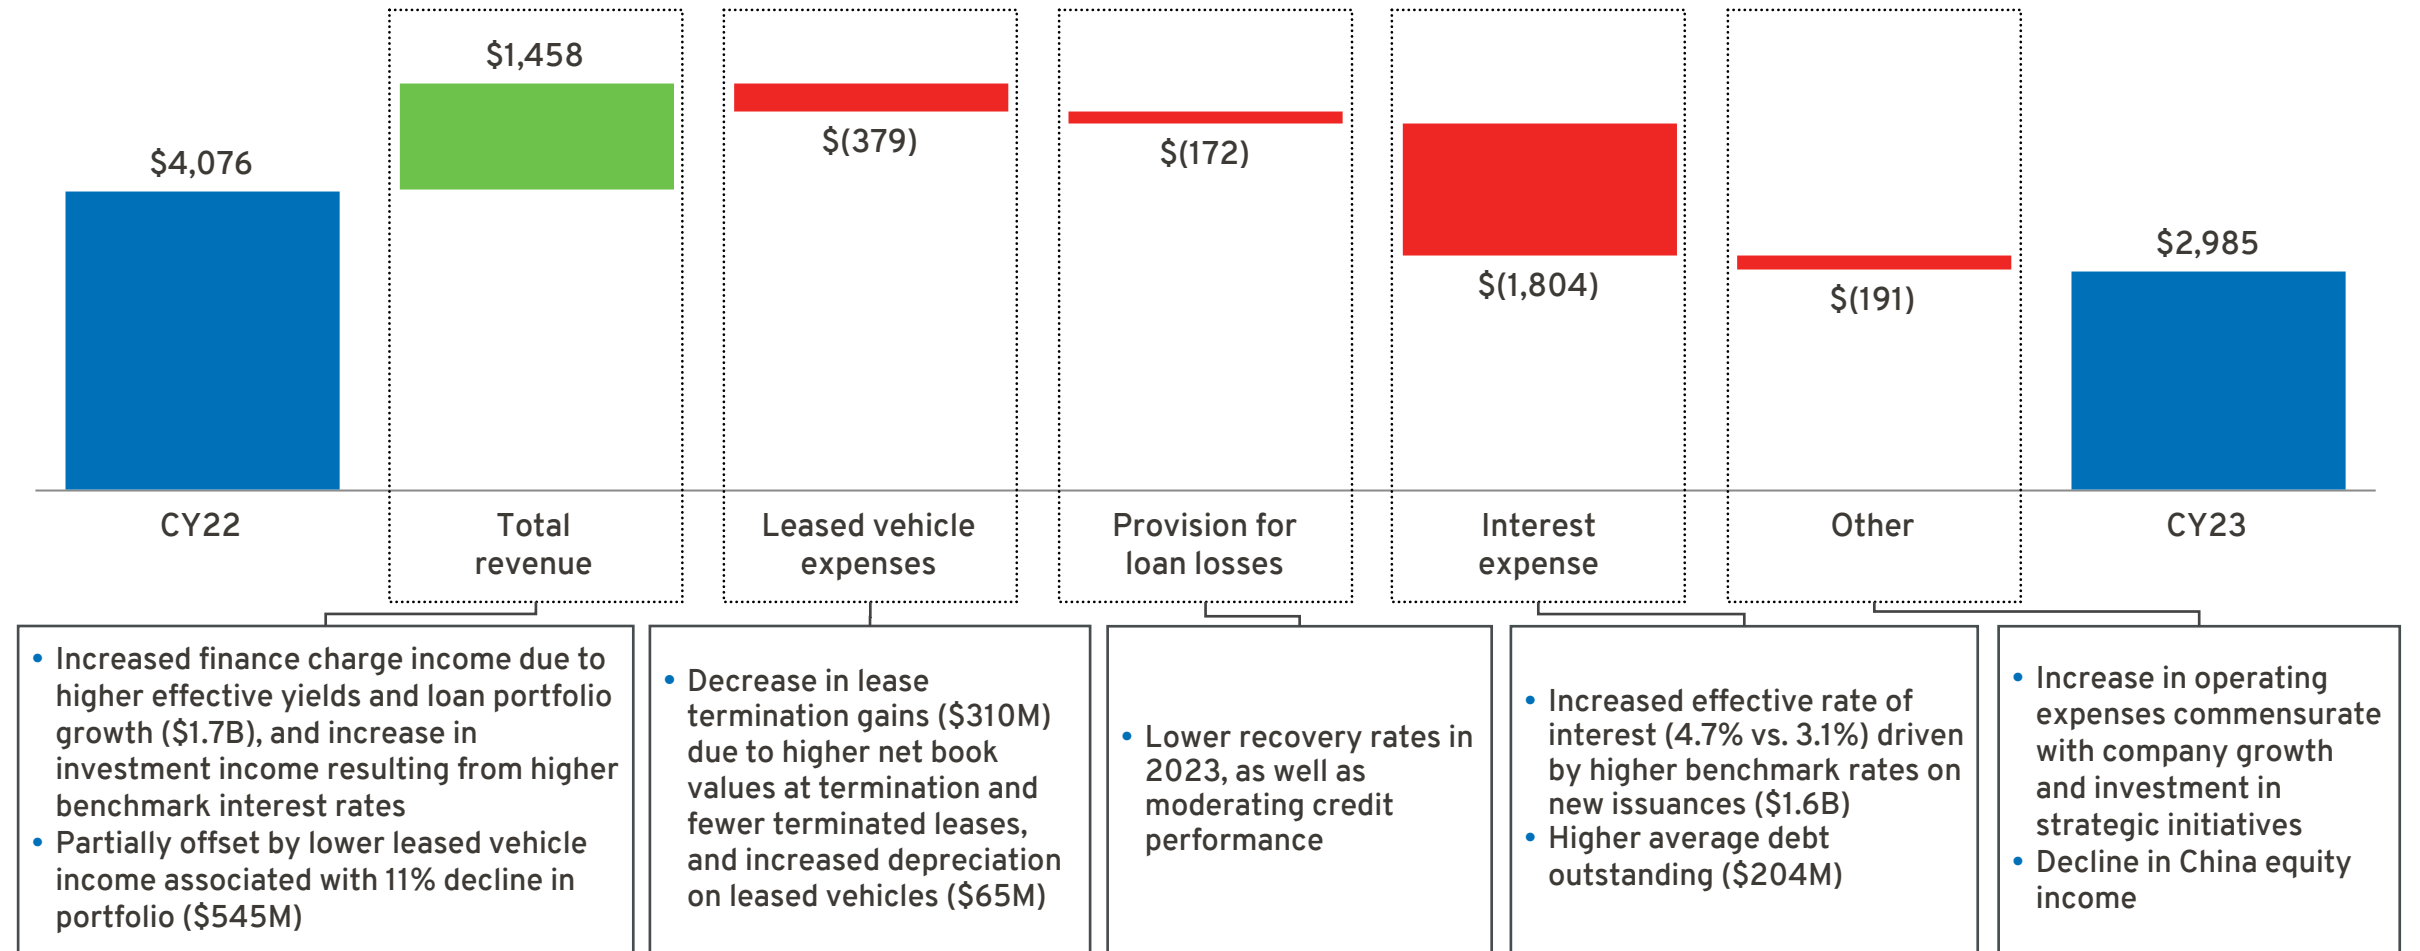 $4,076
$1,458
$(379)
$(172)
$(1,804)
$(191)
$2,985
CY22
Total
revenue
Leased vehicle
expenses
Provision for
loan losses
Interest
expense
Other
CY23
• Increased finance charge income due to
higher effective yields and loan portfolio
growth ($1.7B), and increase in
investment income resulting from higher
benchmark interest rates
• Partially offset by lower leased vehicle
income associated with 11% decline in
portfolio ($545M)
• Decrease in lease
termination gains ($310M)
due to higher net book
values at termination and
fewer terminated leases,
and increased depreciation
on leased vehicles ($65M)
• Lower recovery rates in
2023, as well as
moderating credit
performance
• Increased effective rate of
interest (4.7% vs. 3.1%) driven
by higher benchmark rates on
new issuances ($1.6B)
• Higher average debt
outstanding ($204M)
• Increase in operating
expenses commensurate
with company growth
and investment in
strategic initiatives
• Decline in China equity
income